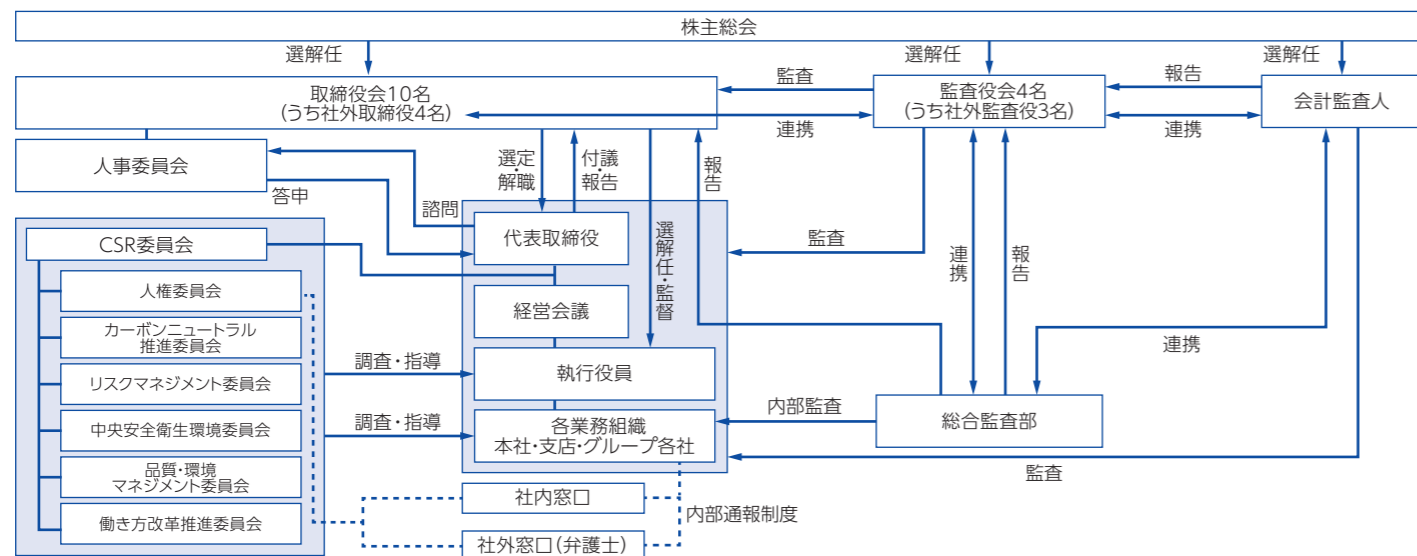 株主総会
選解任
選解任
選解任
取締役会10名
(うち社外取締役4名)
監査
監査役会4名
(うち社外監査役3名)
報告
会計監査人
連携
連携
人事委員会
答申
諮問
選定・解職
付議・報告
選解任・監督
報告
CSR委員会
人権委員会
カーボンニュートラル
推進委員会
リスクマネジメント委員会
中央安全衛生環境委員会
品質・環境
マネジメント委員会
働き方改革推進委員会
代表取締役
経営会議
執行役員
各業務組織
本社・支店・グループ各社
調査・指導
調査・指導
監査
連携
報告
連携
内部監査
総合監査部
監査
社内窓口
社外窓口(弁護士)
内部通報制度